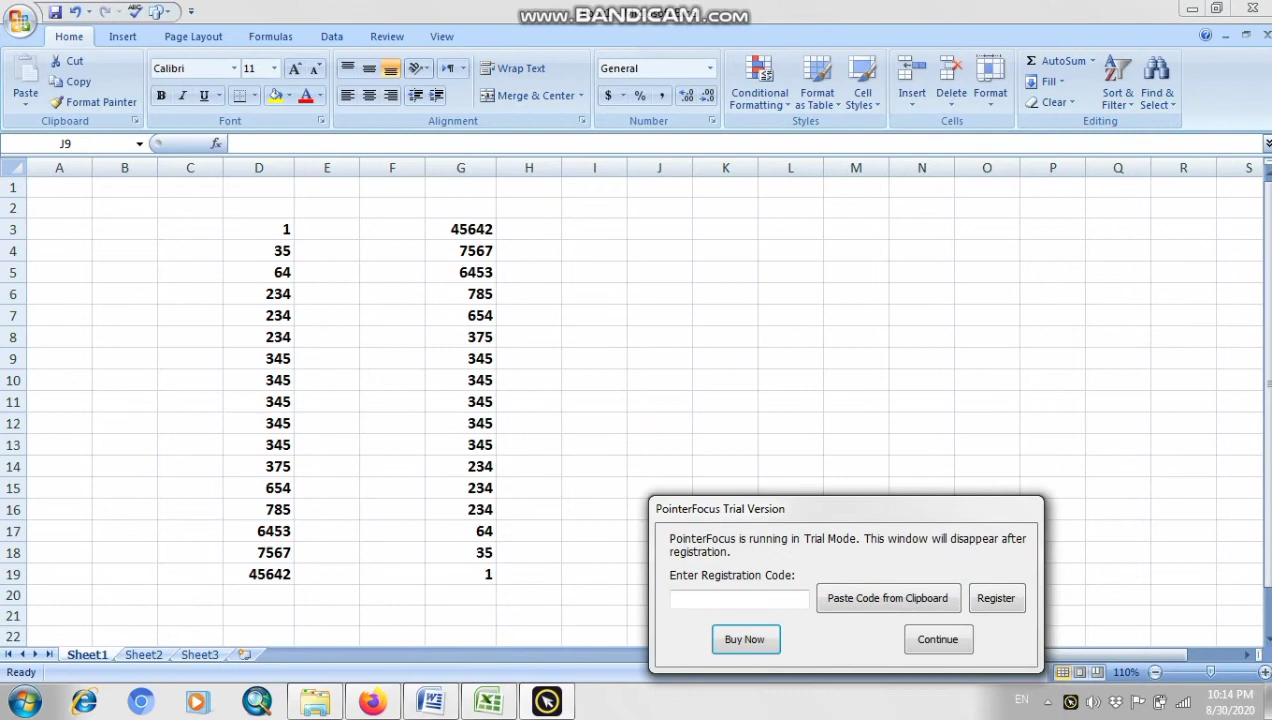 www.BANDICAM.com
Home Insert Page Layout Formulas Data Review View
Cut
Copy
Format Painter
Paste
Clipboard
Calibri 11
B I U
Font
Wrap Text
Merge & Center
Alignment
General
$ % ,
Number
Conditional Formatting
Format as Table
Cell Styles
Styles
Insert Delete Format
Cells
Σ AutoSum
Fill
Clear
Sort & Filter
Find & Select
Editing
J9 fx
A B C D E F G H I J K L M N O P Q R S
1
2
3 1 45642
4 35 7567
5 64 6453
6 234 785
7 234 654
8 234 375
9 345 345
10 345 345
11 345 345
12 345 345
13 345 345
14 375 234
15 654 234
16 785 234
17 6453 64
18 7567 35
19 45642 1
20
21
22
PointerFocus Trial Version
PointerFocus is running in Trial Mode. This window will disappear after
registration.
Enter Registration Code:
Paste Code from Clipboard Register
Buy Now Continue
Sheet1 Sheet2 Sheet3
Ready 110%
EN 10:14 PM
8/30/2020